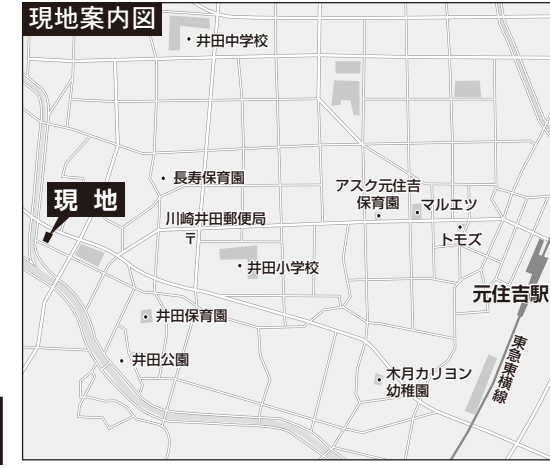 現地案内図
井田中学校
長寿保育園
現 地
アスク元住吉
保育園
マルエツ
川崎井田郵便局
〒
トモズ
井田小学校
元住吉駅
井田保育園
東急東横線
井田公園
木月カリヨン
幼稚園